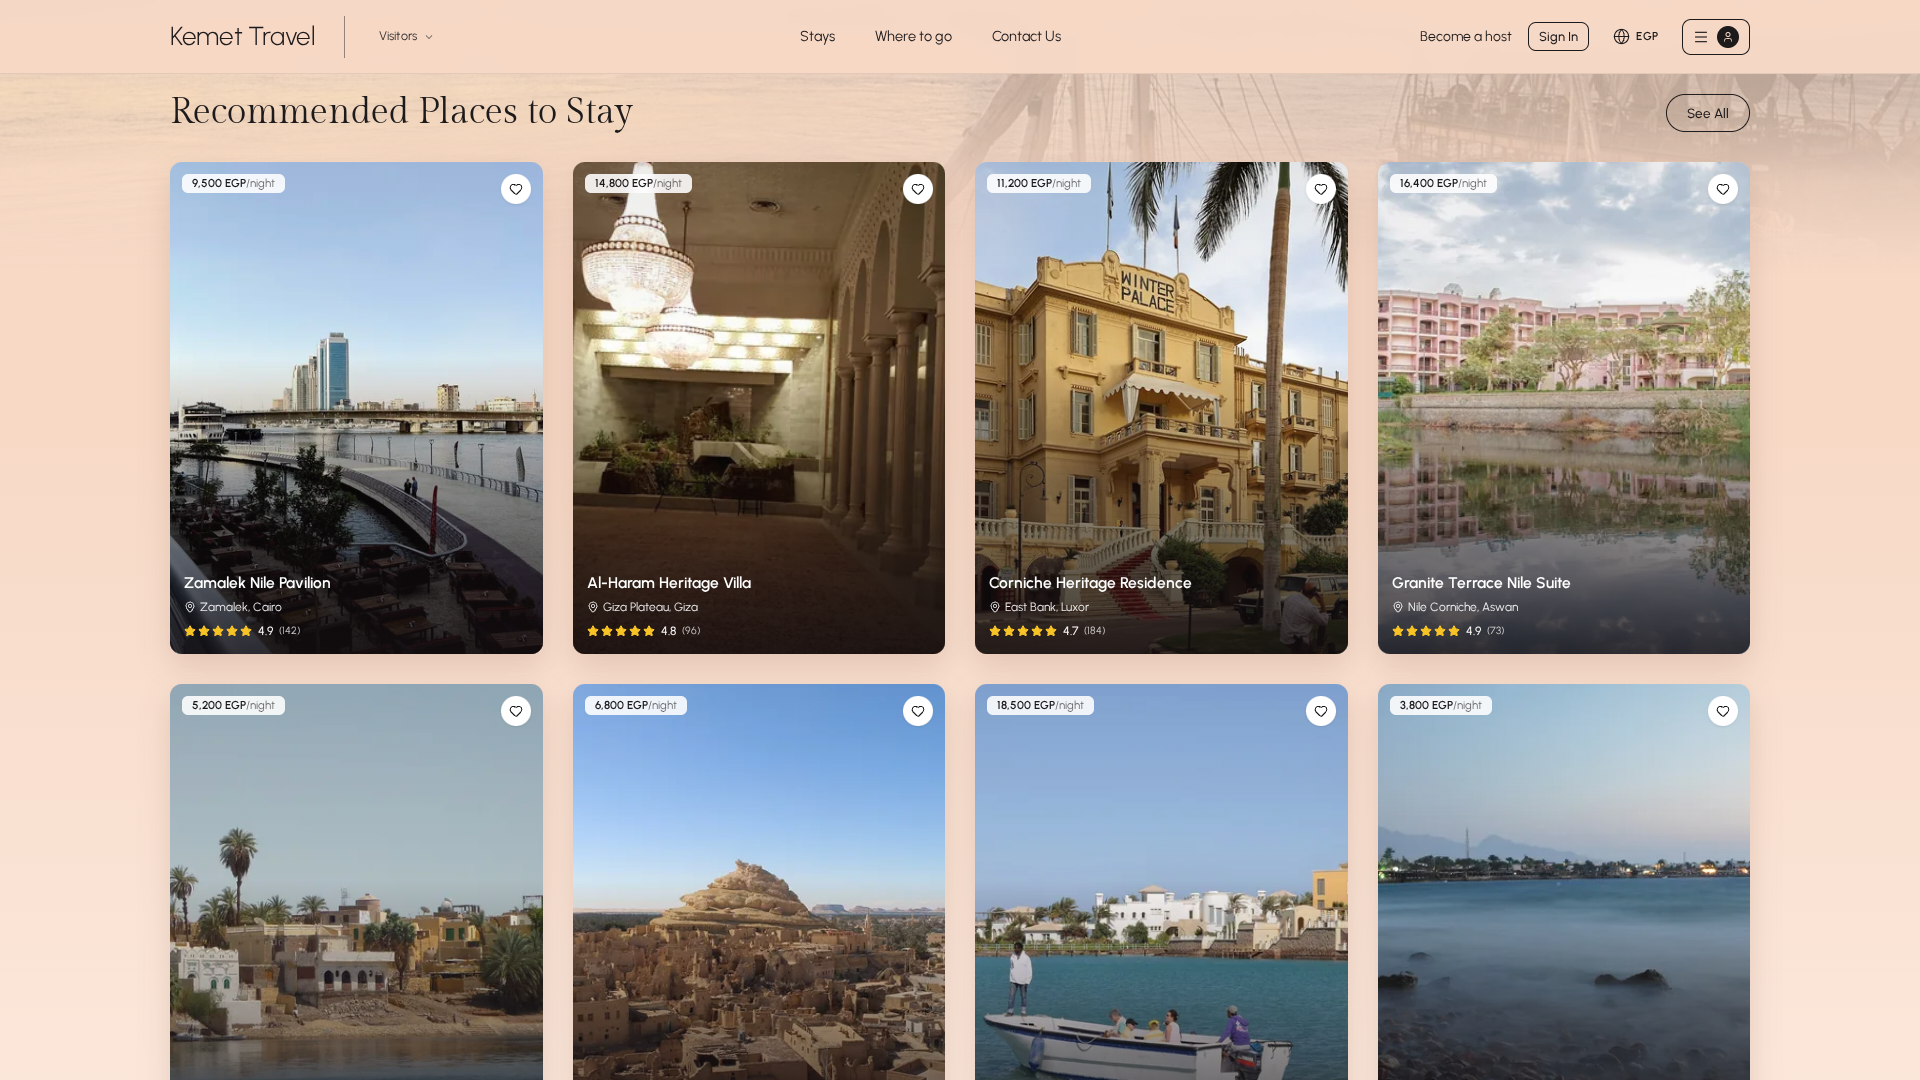 Kemet Travel
Visitors
Stays
Where to go
Contact Us
Become a host
Sign In
EGP
Recommended Places to Stay
See All
9,500 EGP/night
Zamalek Nile Pavilion
Zamalek, Cairo
4.9 (142)
14,800 EGP/night
Al-Haram Heritage Villa
Giza Plateau, Giza
4.8 (96)
11,200 EGP/night
WINTER
PALACE
Corniche Heritage Residence
East Bank, Luxor
4.7 (184)
16,400 EGP/night
Granite Terrace Nile Suite
Nile Corniche, Aswan
4.9 (73)
5,200 EGP/night
6,800 EGP/night
18,500 EGP/night
3,800 EGP/night